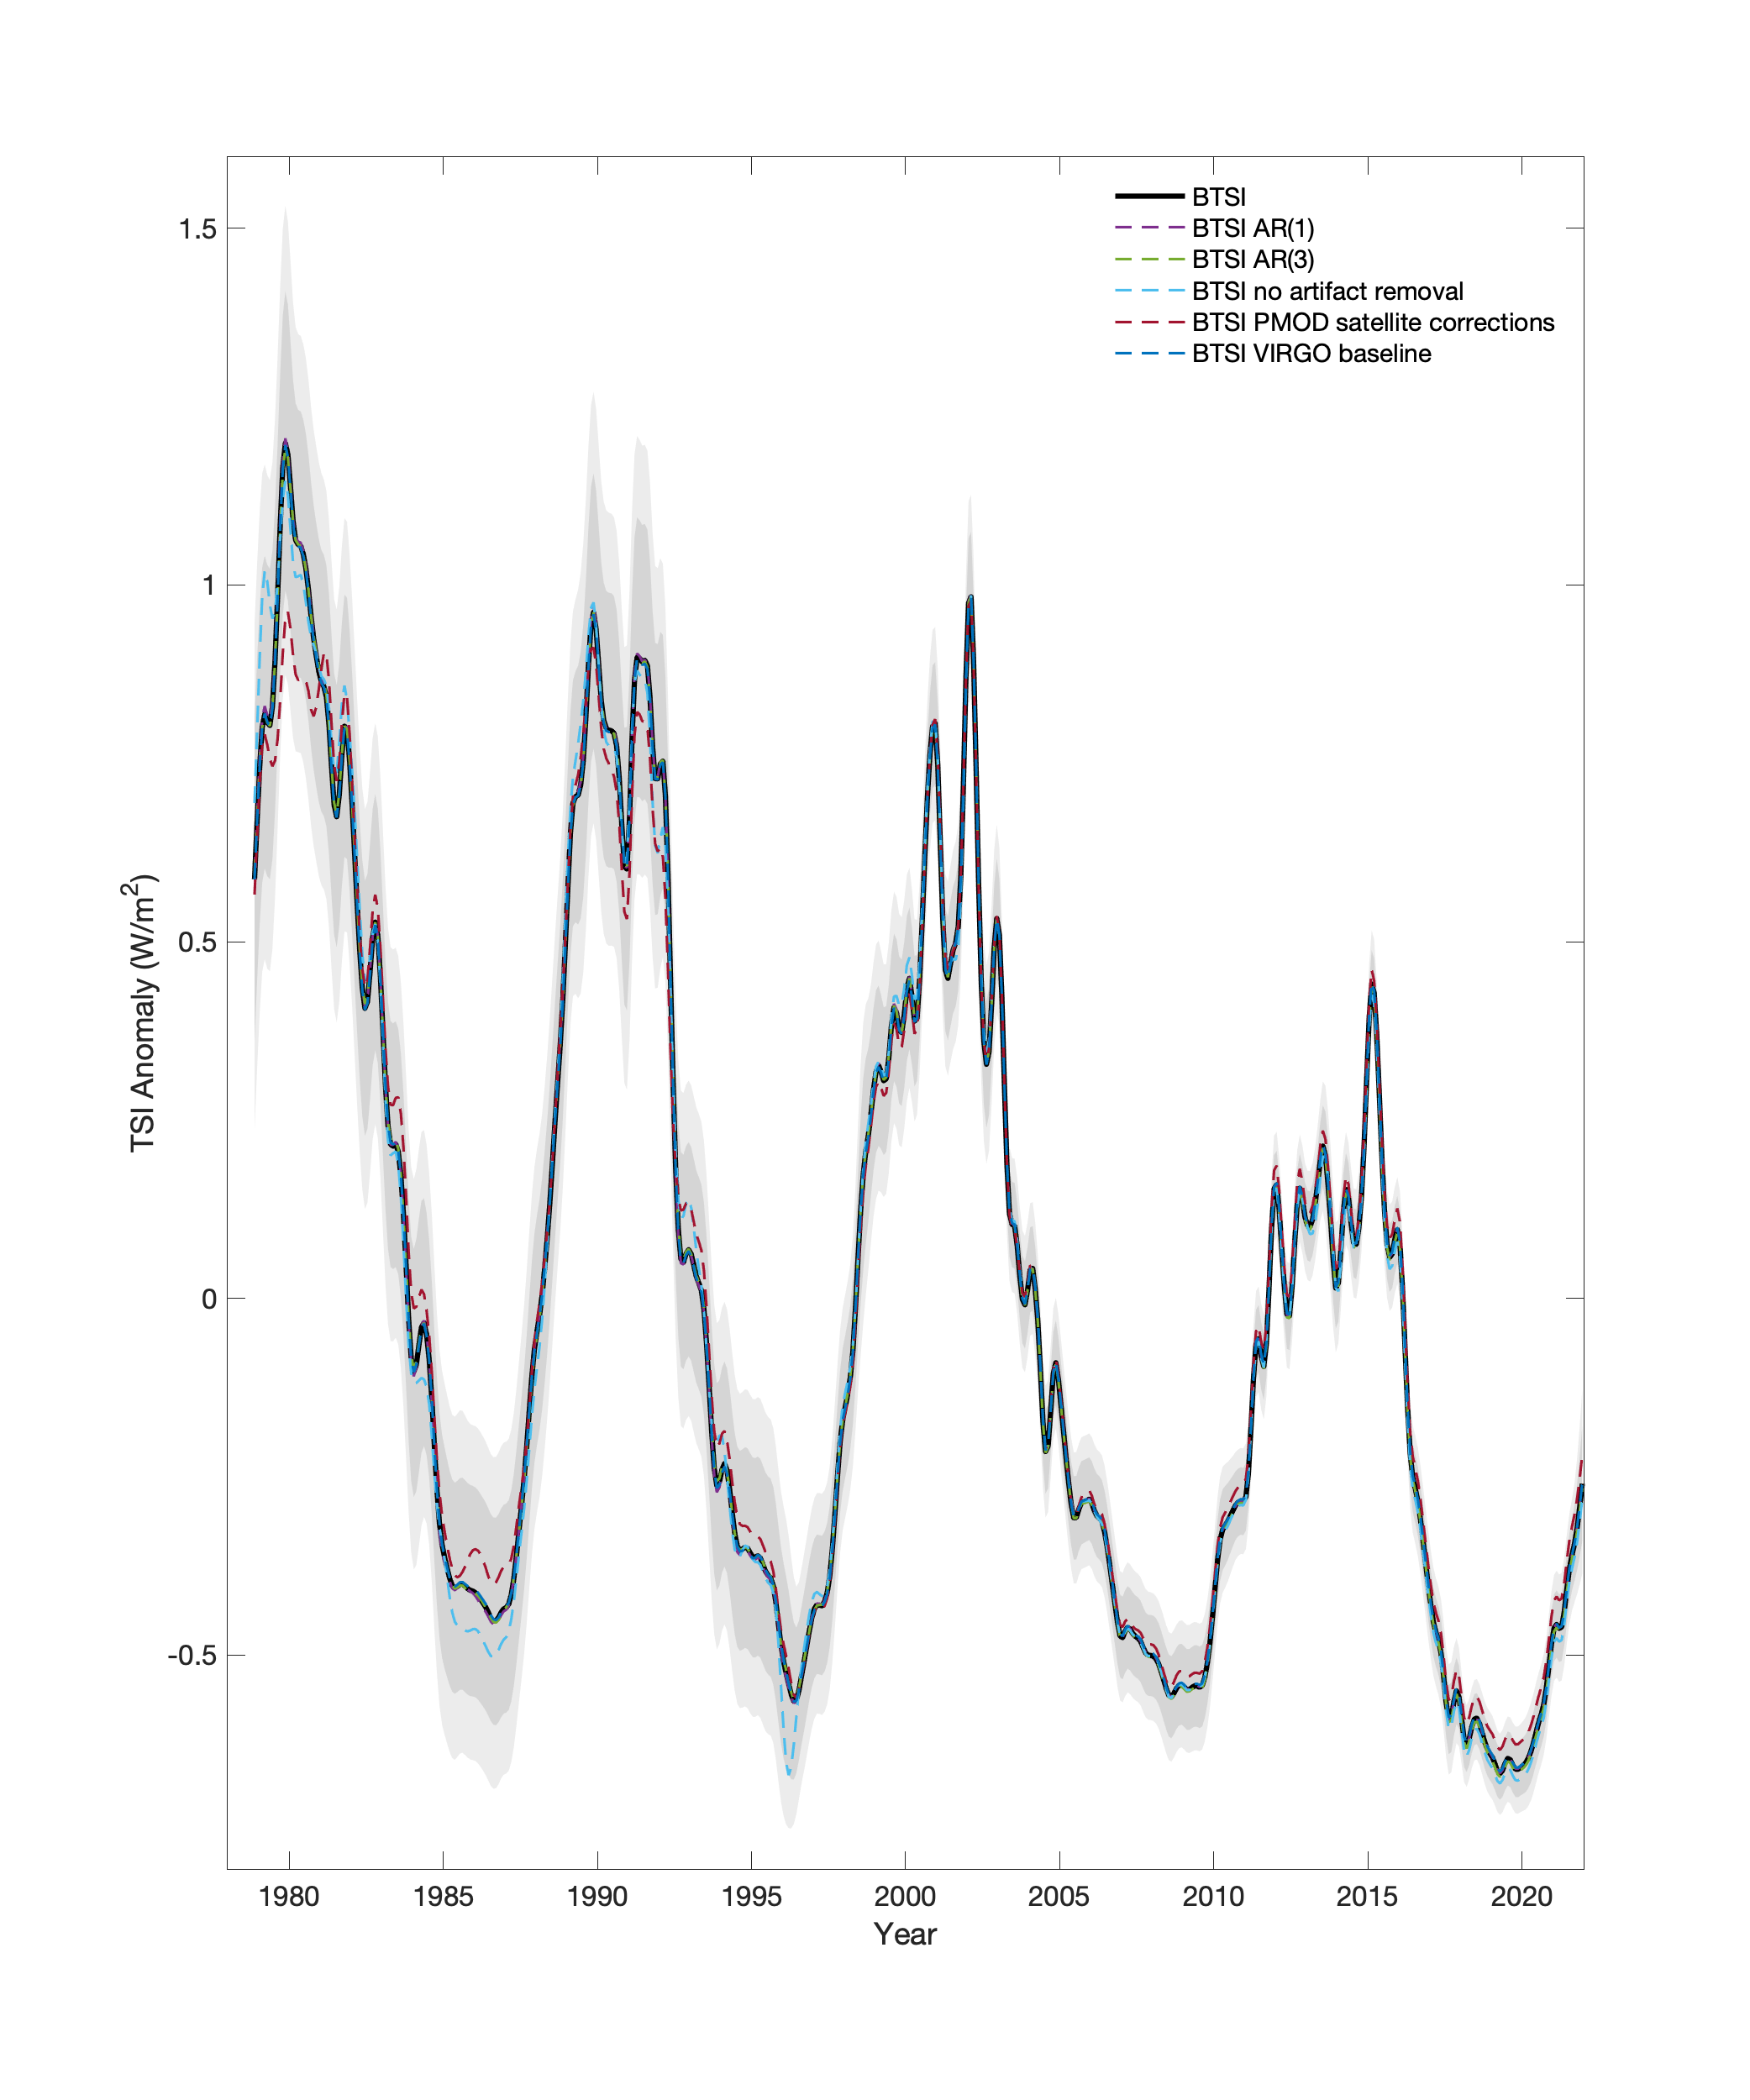 BTSI
BTSI AR(1)
BTSI AR(3)
BTSI no artifact removal
BTSI PMOD satellite corrections
BTSI VIRGO baseline
1.5
1
0.5
0
-0.5
TSI Anomaly (W/m²)
1980 1985 1990 1995 2000 2005 2010 2015 2020
Year